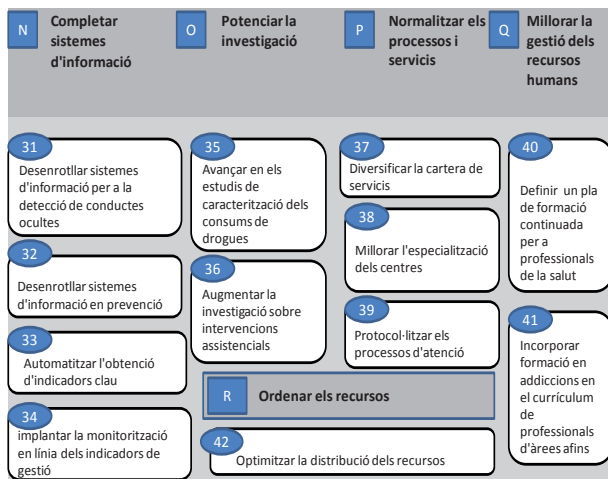 N
Completar
sistemes
d'informació
O
Potenciar la
investigació
P
Normalitzar els
processos i
servicis
Q
Millorar la
gestió dels
recursos
humans
31
Desenrotllar sistemes
d'informació per a la
detecció de conductes
ocultes
32
Desenrotllar sistemes
d'informació en prevenció
33
Automatitzar l'obtenció
d'indicadors clau
34
implantar la monitorització
en línia dels indicadors de
gestió
35
Avançar en els
estudis de
caracterització dels
consums de
drogues
36
Augmentar la
investigació sobre
intervencions
assistencials
37
Diversificar la cartera de
servicis
38
Millorar l'especialització
dels centres
39
Protocol·litzar els
processos d'atenció
40
Definir un pla
de formació
continuada
per a
professionals
de la salut
41
Incorporar
formació en
addiccions en
el currículum
de
professionals
d'àrees afins
R
Ordenar els recursos
42
Optimitzar la distribució dels recursos